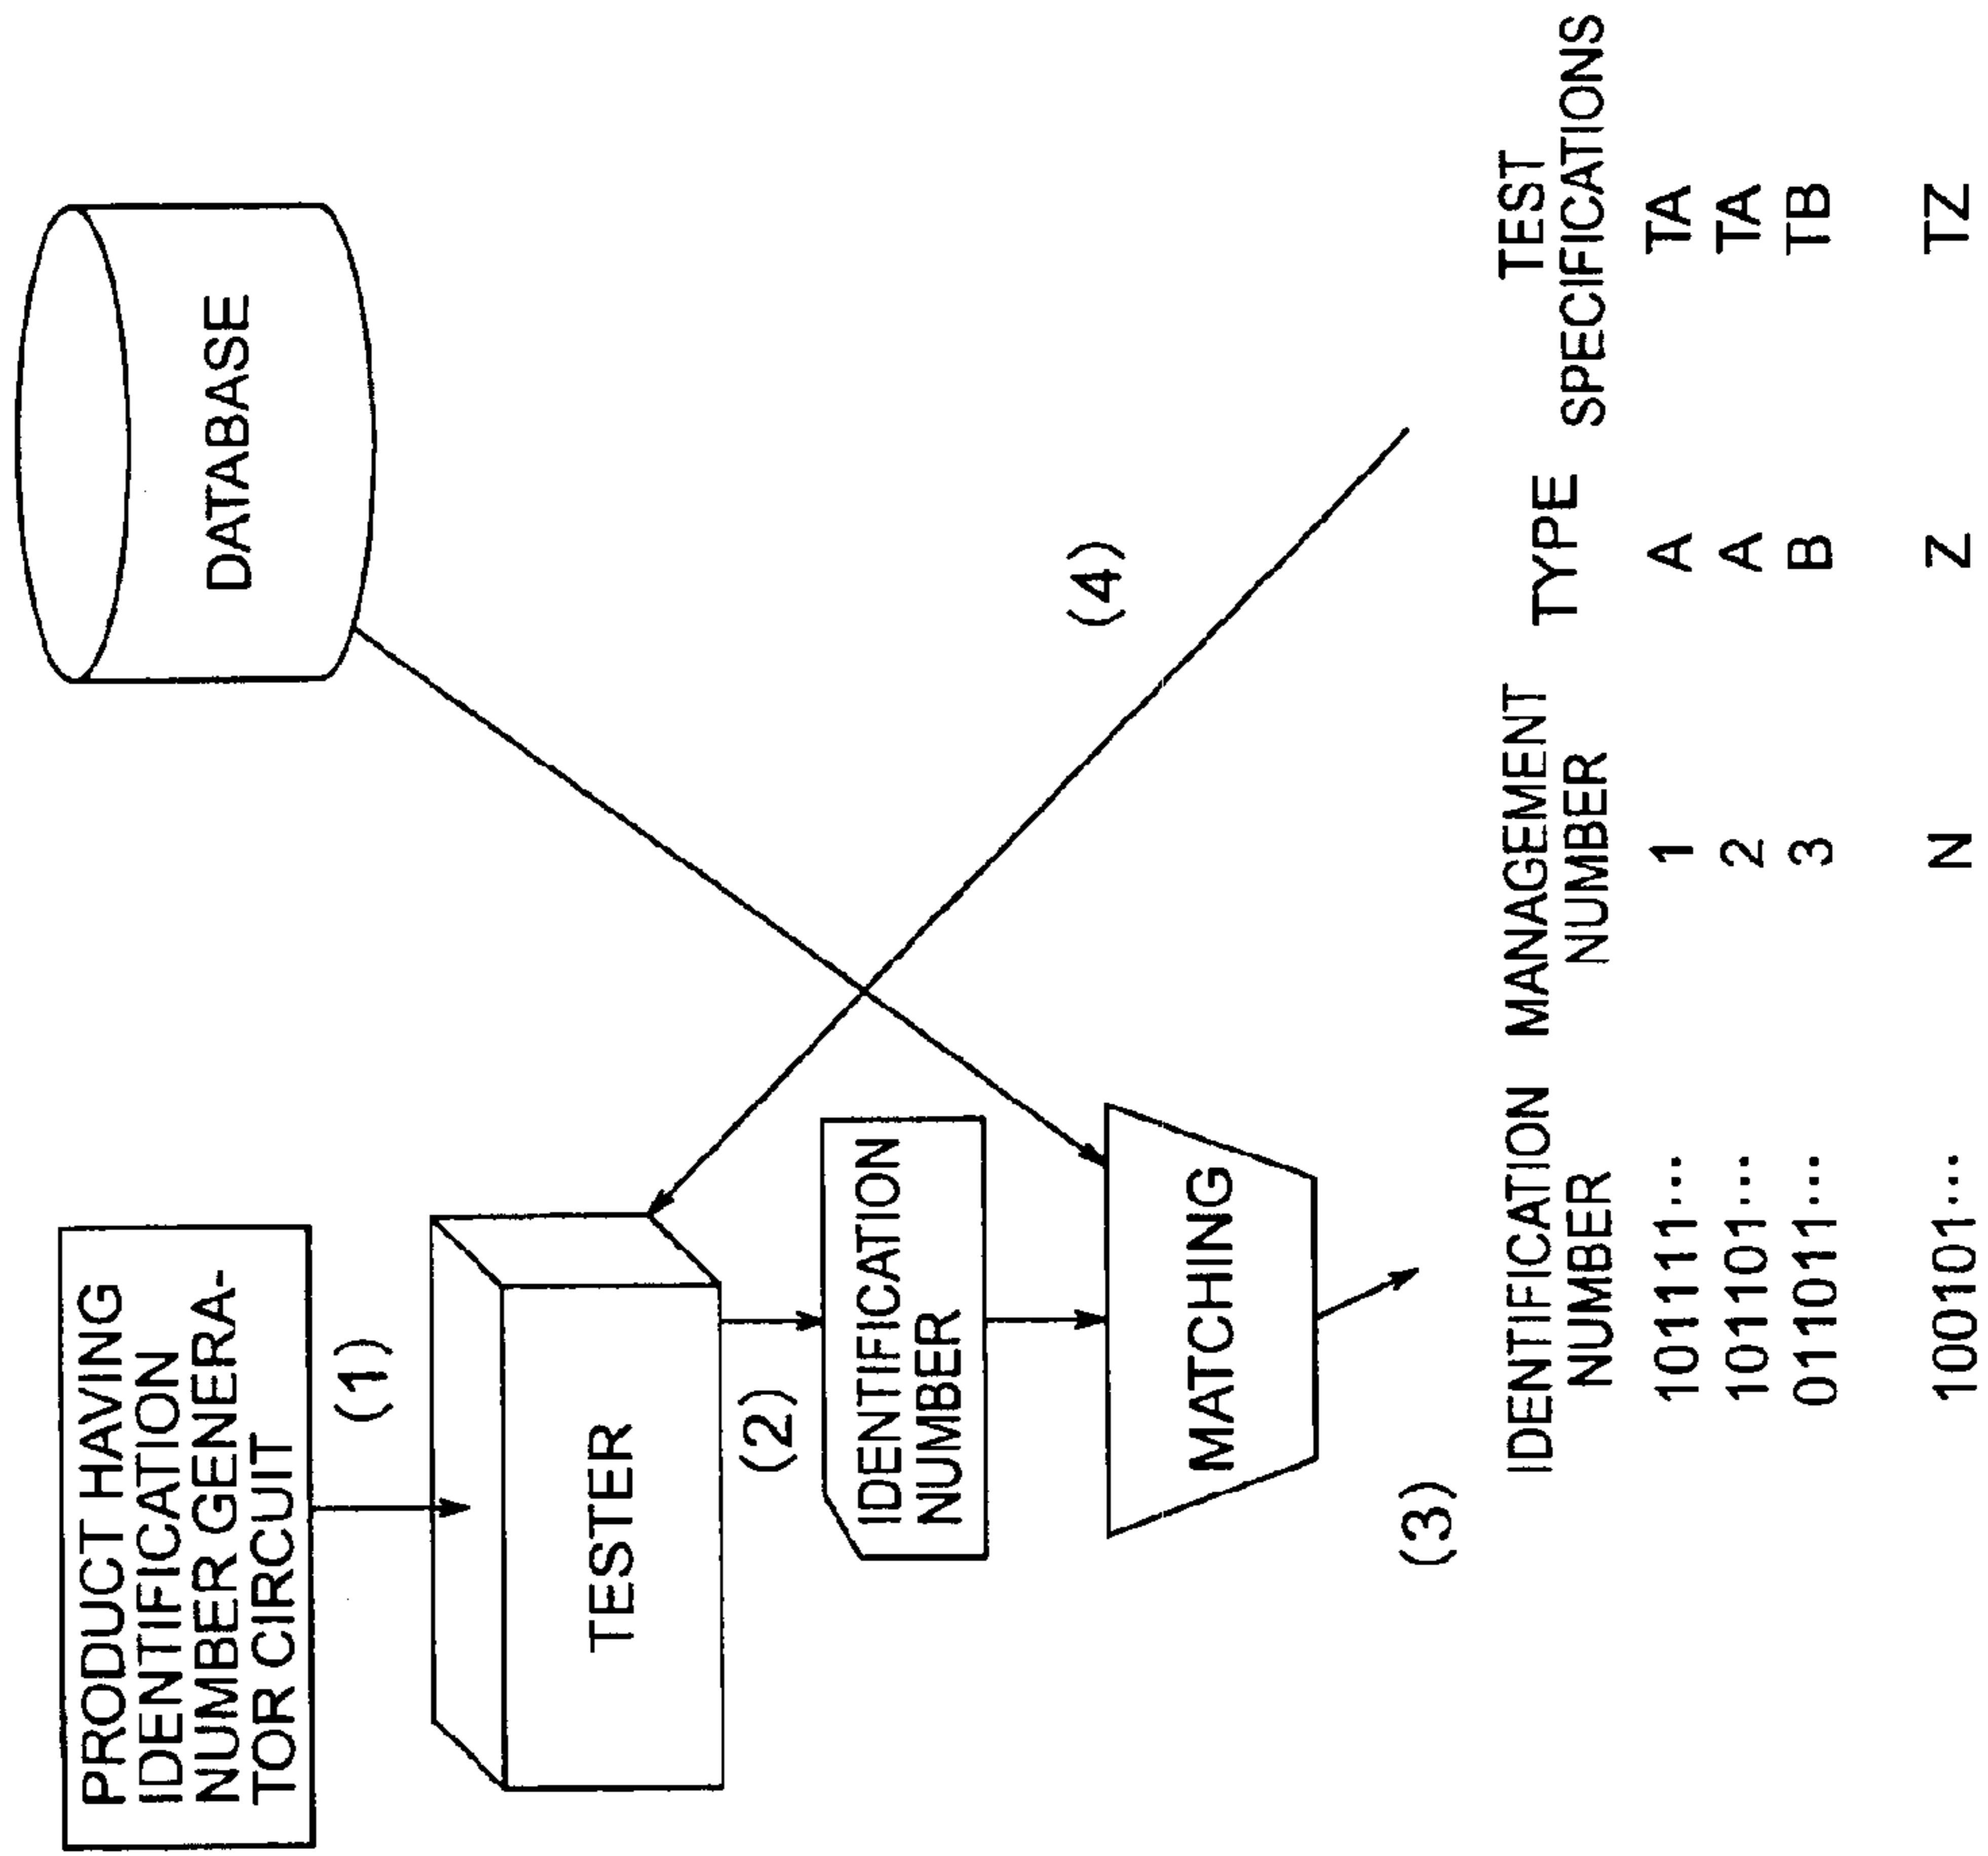 PRODUCT HAVING
IDENTIFICATION
NUMBER GENERA-
TOR CIRCUIT
(1)
TESTER
(2)
IDENTIFICATION
NUMBER
MATCHING
(3)
DATABASE
(4)
IDENTIFICATION MANAGEMENT TYPE TEST
NUMBER NUMBER SPECIFICATIONS
101111... 1 A TA
101101... 2 A TA
011011... 3 B TB
100101... N Z TZ